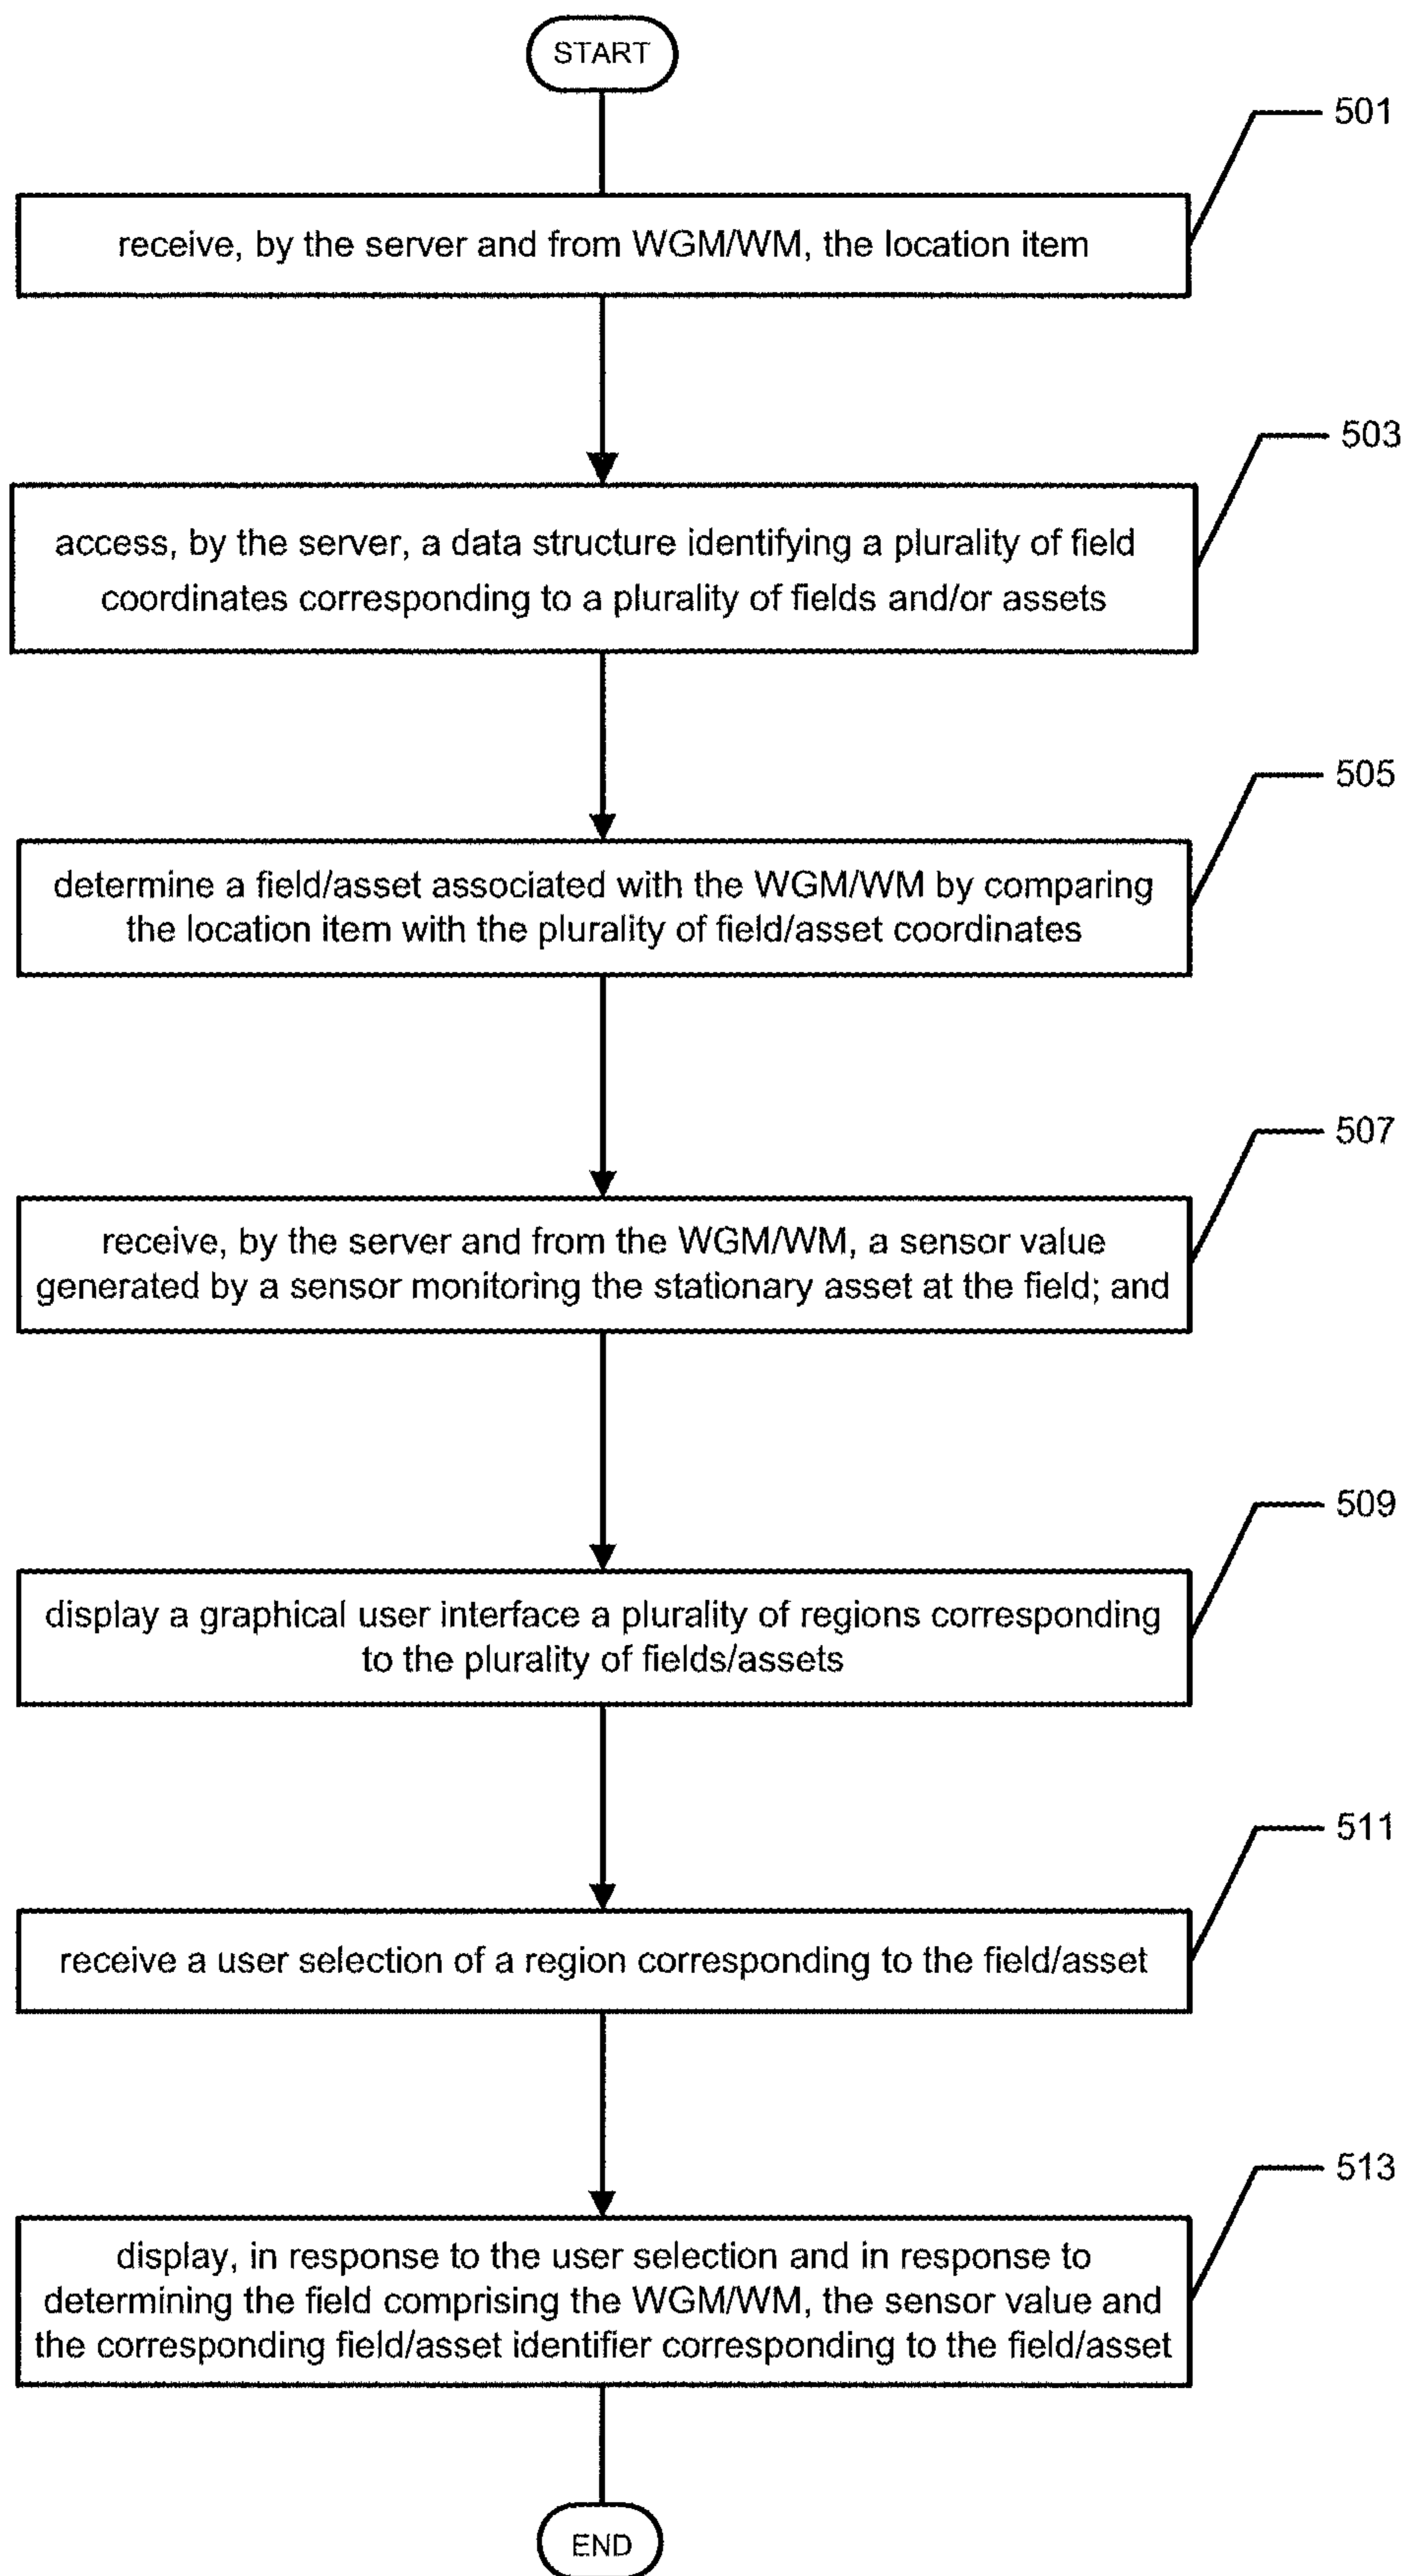 START
501
receive, by the server and from WGM/WM, the location item
503
access, by the server, a data structure identifying a plurality of field
coordinates corresponding to a plurality of fields and/or assets
505
determine a field/asset associated with the WGM/WM by comparing
the location item with the plurality of field/asset coordinates
507
receive, by the server and from the WGM/WM, a sensor value
generated by a sensor monitoring the stationary asset at the field; and
509
display a graphical user interface a plurality of regions corresponding
to the plurality of fields/assets
511
receive a user selection of a region corresponding to the field/asset
513
display, in response to the user selection and in response to
determining the field comprising the WGM/WM, the sensor value and
the corresponding field/asset identifier corresponding to the field/asset
END